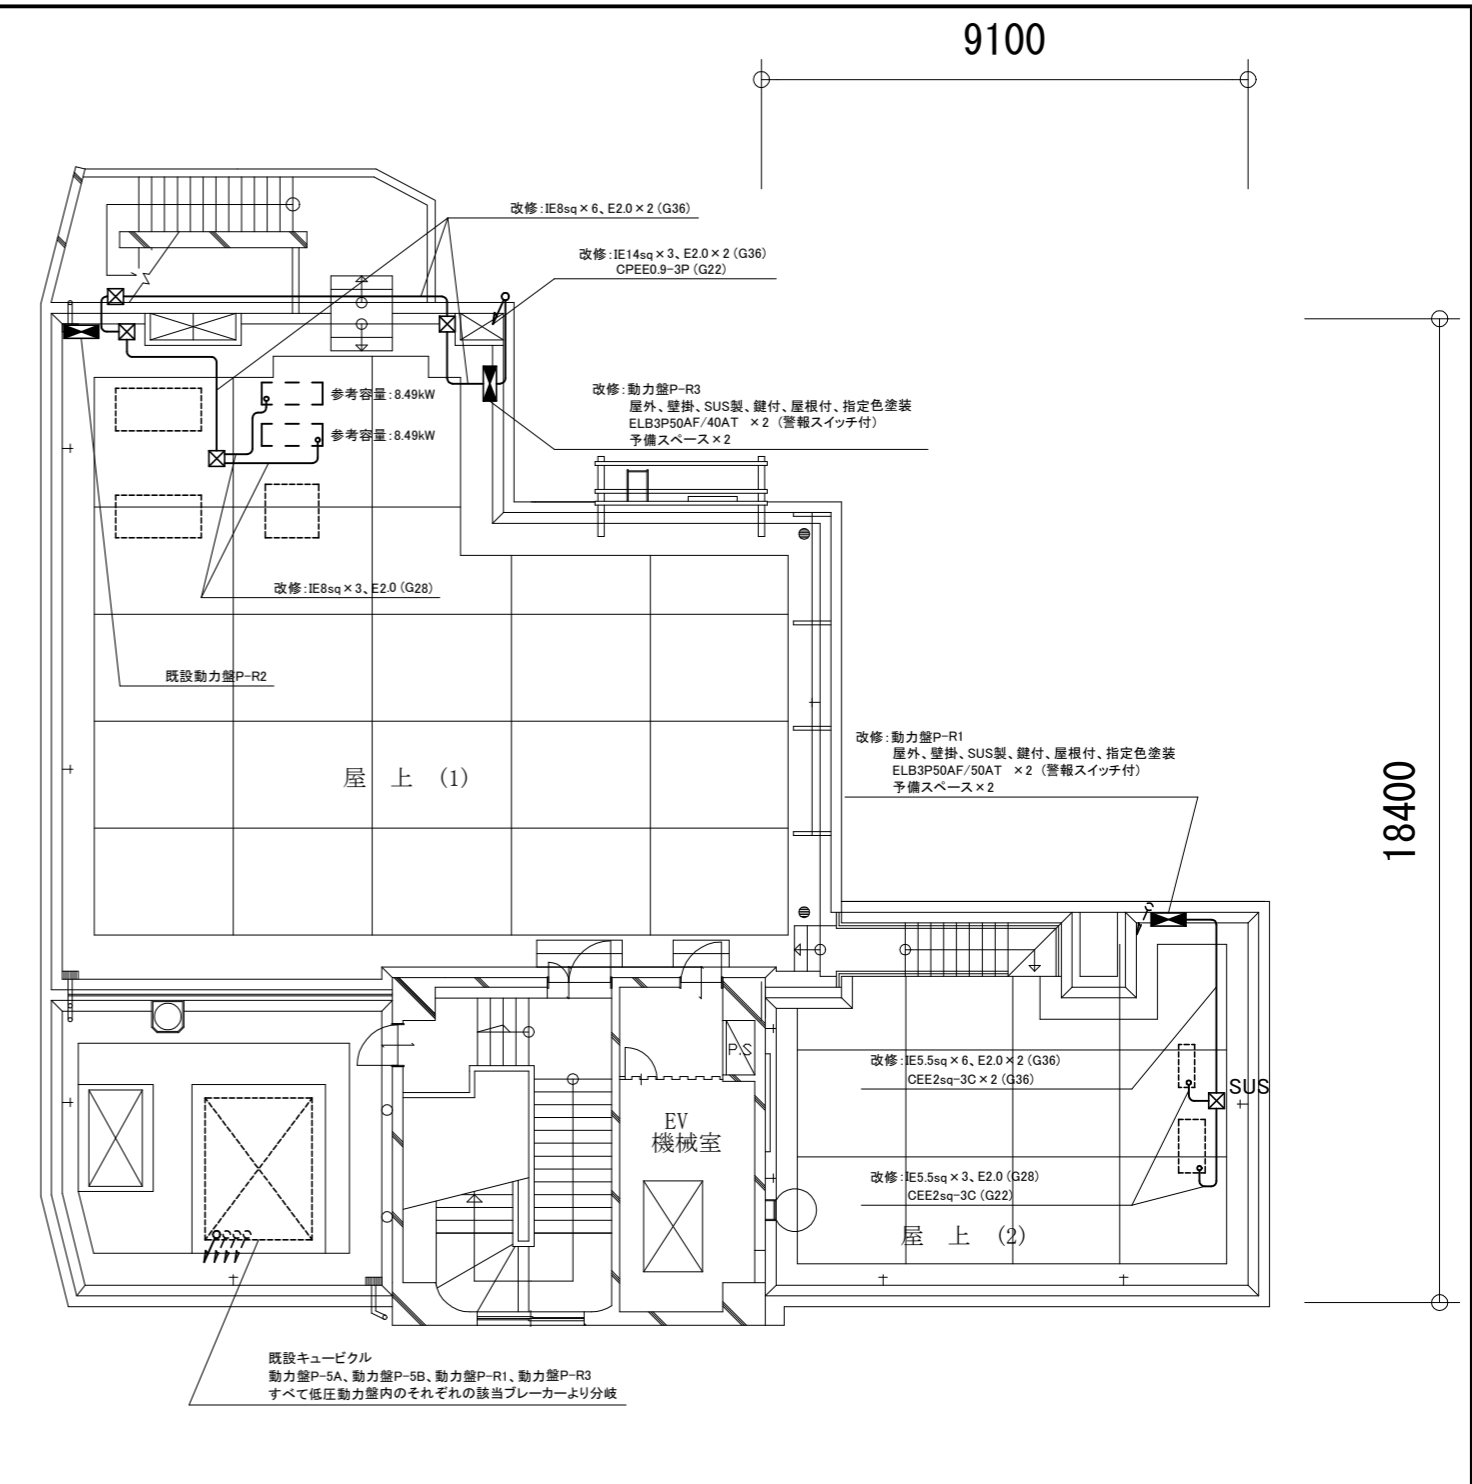 9100
改修:IE8sq×6、E2.0×2 (G36)
改修:IE14sq×3、E2.0×2 (G36)
CPEE0.9-3P (G22)
改修:動力盤P-R3
屋外、壁掛、SUS製、鍵付、屋根付、指定色塗装
ELB3P50AF/40AT ×2 (警報スイッチ付)
予備スペース×2
参考容量:8.49kW
参考容量:8.49kW
改修:IE8sq×3、E2.0 (G28)
既設動力盤P-R2
屋 上 (1)
改修:動力盤P-R1
屋外、壁掛、SUS製、鍵付、屋根付、指定色塗装
ELB3P50AF/50AT ×2 (警報スイッチ付)
予備スペース×2
18400
P.S
改修:IE5.5sq×6、E2.0×2 (G36)
CEE2sq-3C×2 (G36)
SUS
EV
機械室
改修:IE5.5sq×3、E2.0 (G28)
CEE2sq-3C (G22)
屋 上 (2)
既設キュービクル
動力盤P-5A、動力盤P-5B、動力盤P-R1、動力盤P-R3
すべて低圧動力盤内のそれぞれの該当ブレーカーより分岐